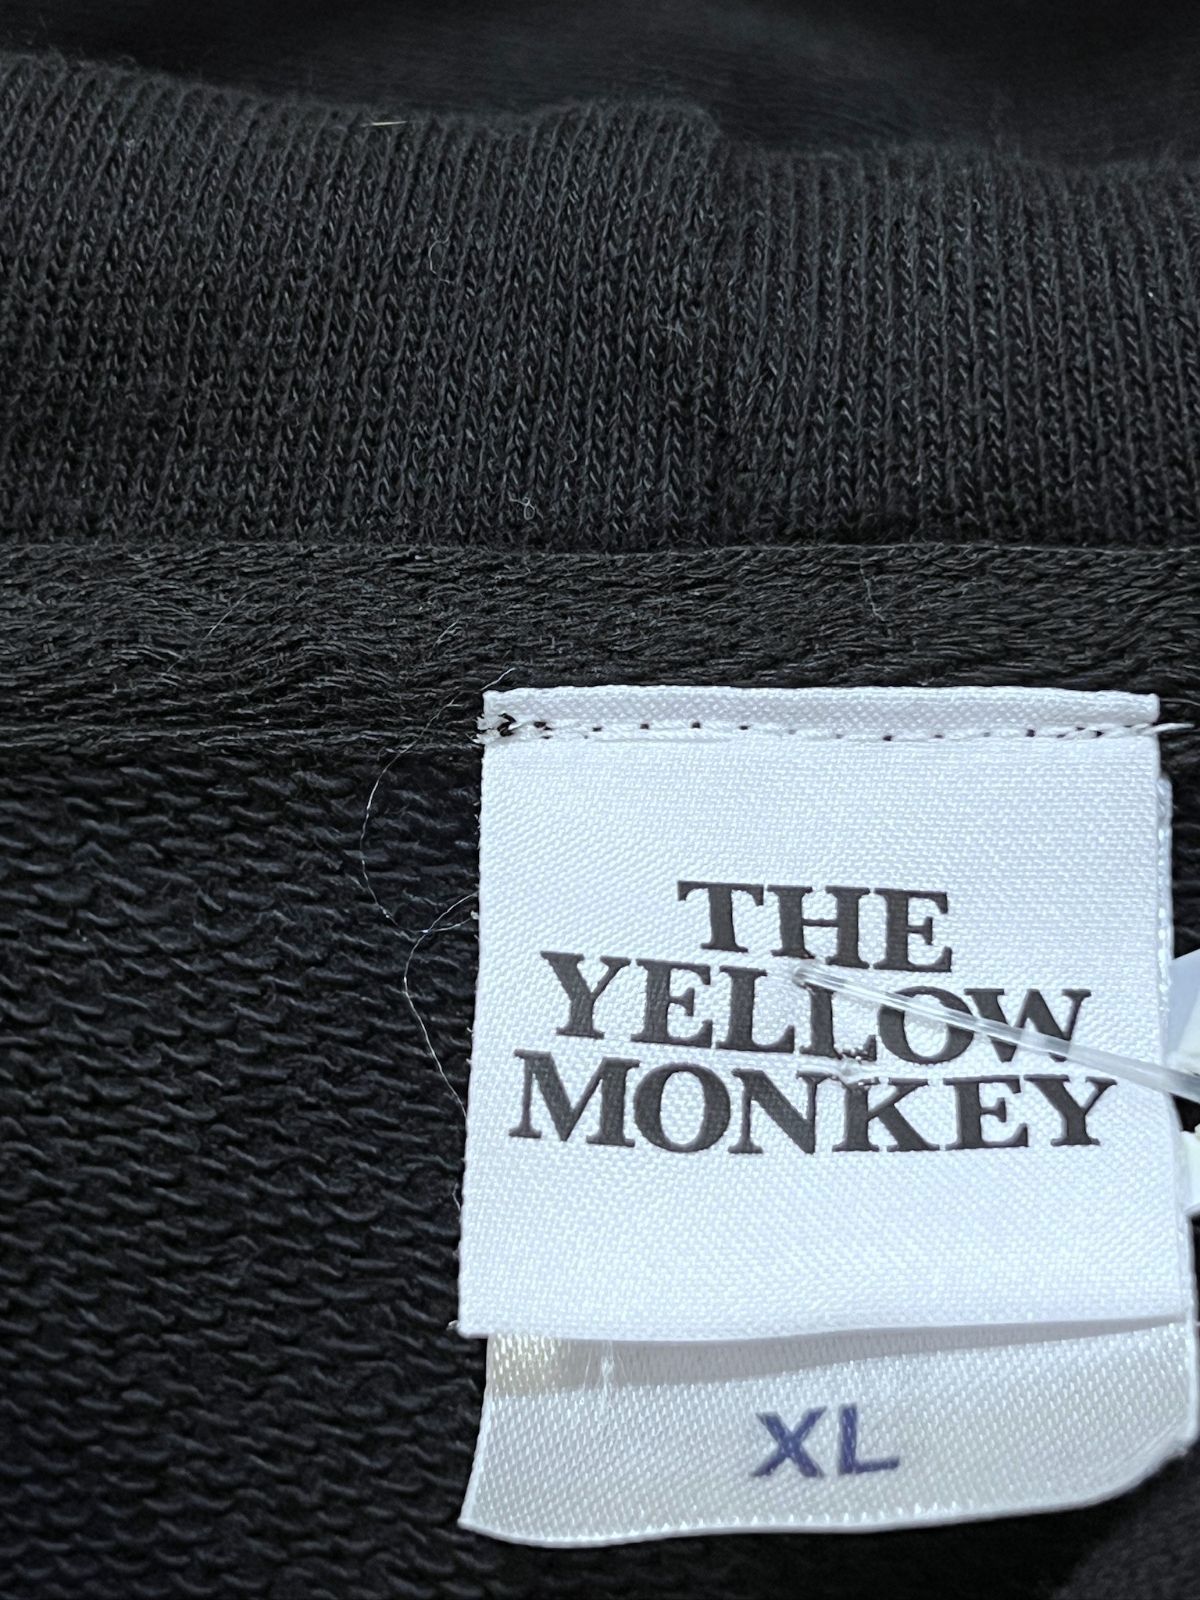 THE
YELLOW
MONKEY
XL